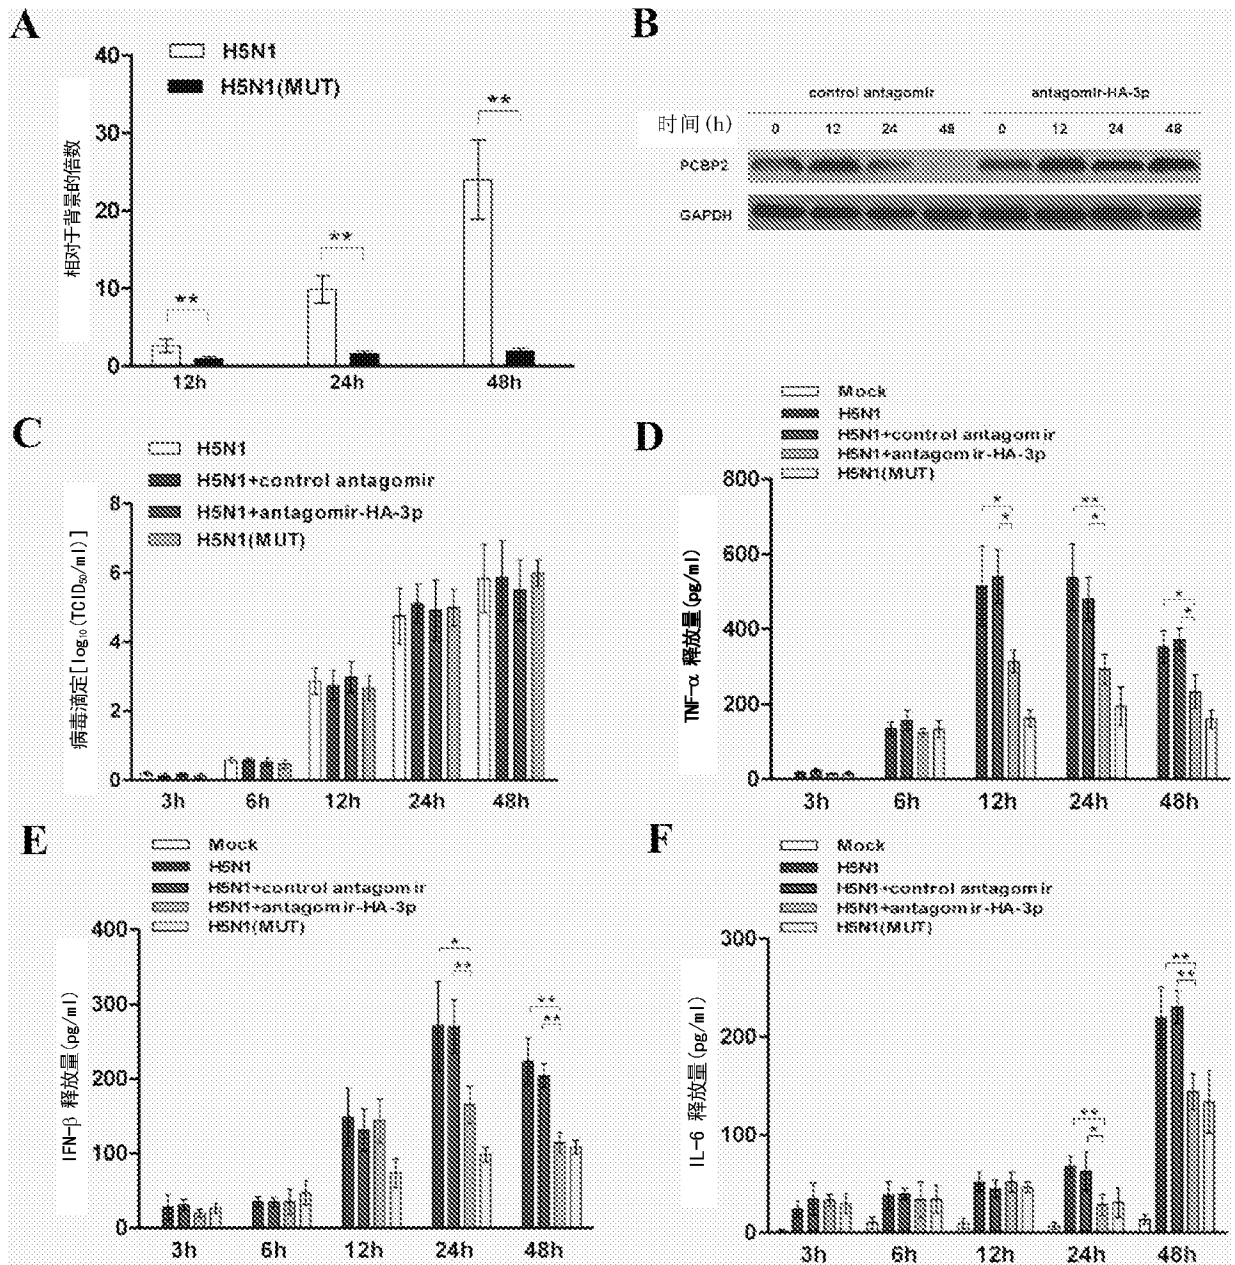 A
H5N1
H5N1(MUT)
相对于背景的倍数
40
30
20
10
0
**
**
**
12h
24h
48h
B
control antagomir
antagomir-HA-3p
时间(h)
0
12
24
48
0
12
24
48
PCBP2
GAPDH
C
H5N1
H5N1+control antagomir
H5N1+antagomir-HA-3p
H5N1(MUT)
病毒滴定[log₁₀(TCID₅₀/ml)]
8
6
4
2
0
3h
6h
12h
24h
48h
D
Mock
H5N1
H5N1+control antagomir
H5N1+antagomir-HA-3p
H5N1(MUT)
TNF-α 释放量(pg/ml)
800
600
400
200
0
*
*
**
*
*
*
3h
6h
12h
24h
48h
E
Mock
H5N1
H5N1+control antagomir
H5N1+antagomir-HA-3p
H5N1(MUT)
IFN-β 释放量(pg/ml)
400
300
200
100
0
*
**
**
**
3h
6h
12h
24h
48h
F
Mock
H5N1
H5N1+control antagomir
H5N1+antagomir-HA-3p
H5N1(MUT)
IL-6 释放量(pg/ml)
300
200
100
0
**
*
**
**
3h
6h
12h
24h
48h